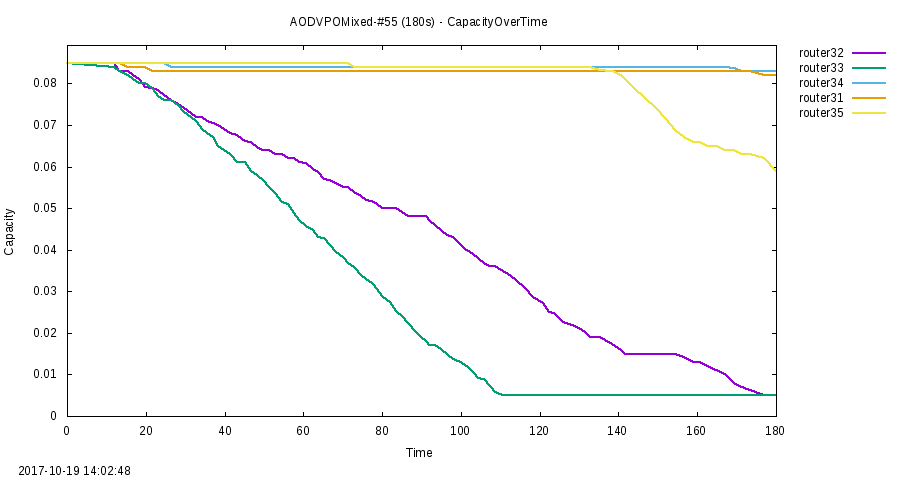 AODVPOMixed-#55 (180s) - CapacityOverTime
router32
router33
router34
router31
router35
0.08
0.07
0.06
0.05
0.04
0.03
0.02
0.01
0
Capacity
0 20 40 60 80 100 120 140 160 180
Time
2017-10-19 14:02:48